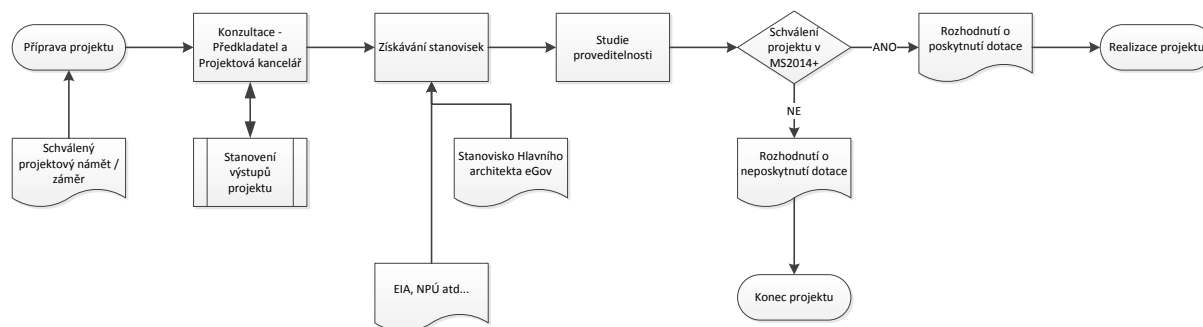 Příprava projektu
Konzultace -
Předkladatel a
Projektová kancelář
Získávání stanovisek
Studie
proveditelnosti
Schválení
projektu v
MS2014+
ANO
Rozhodnutí o
poskytnutí dotace
Realizace projektu
NE
Schválený
projektový námět /
záměr
Stanovení
výstupů
projektu
Stanovisko Hlavního
architekta eGov
Rozhodnutí o
neposkytnutí dotace
EIA, NPÚ atd...
Konec projektu